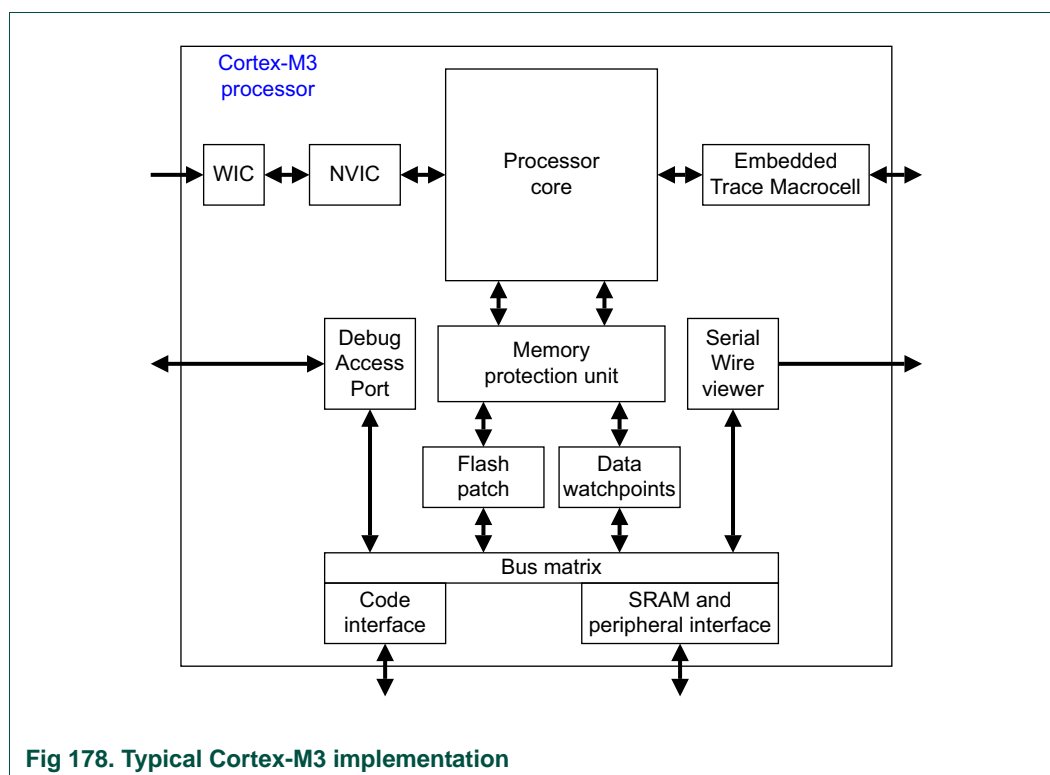 Cortex-M3
processor
WIC
NVIC
Processor
core
Embedded
Trace Macrocell
Debug
Access
Port
Memory
protection unit
Serial
Wire
viewer
Flash
patch
Data
watchpoints
Bus matrix
Code
interface
SRAM and
peripheral interface
Fig 178. Typical Cortex-M3 implementation